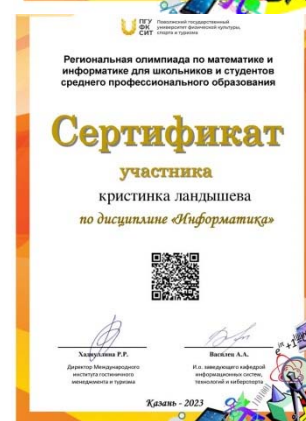 ПГУ
ФК
СИТ
Поволжский государственный
университет физической культуры,
спорта и туризма
Региональная олимпиада по математике и
информатике для школьников и студентов
среднего профессионального образования
Сертификат
участника
кристинка ландышева
по дисциплине «Информатика»
Директор Международного
института гостиничного
менеджмента и туризма
Василев А.А.
И.о. заведующего кафедрой
информационных систем,
технологий и киберспорта
Казань - 2023